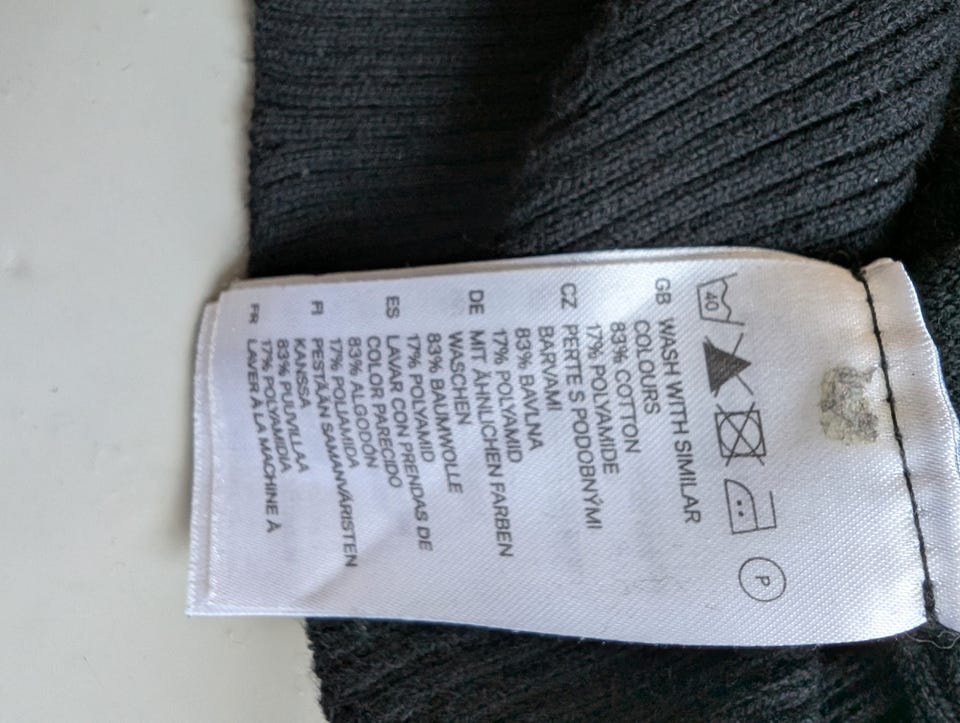 40
P
GB WASH WITH SIMILAR
COLOURS
83% COTTON
17% POLYAMIDE
CZ PERTE S PODOBNÝMI
BARVAMI
83% BAVLNA
17% POLYAMID
DE MIT ÄHNLICHEN FARBEN
WASCHEN
83% BAUMWOLLE
17% POLYAMID
ES LAVAR CON PRENDAS DE
COLOR PARECIDO
83% ALGODÓN
17% POLIAMIDA
FI PESTÄÄN SAMANVÄRISTEN
KANSSA
83% PUUVILLAA
17% POLYAMIDIA
FR LAVER À LA MACHINE À